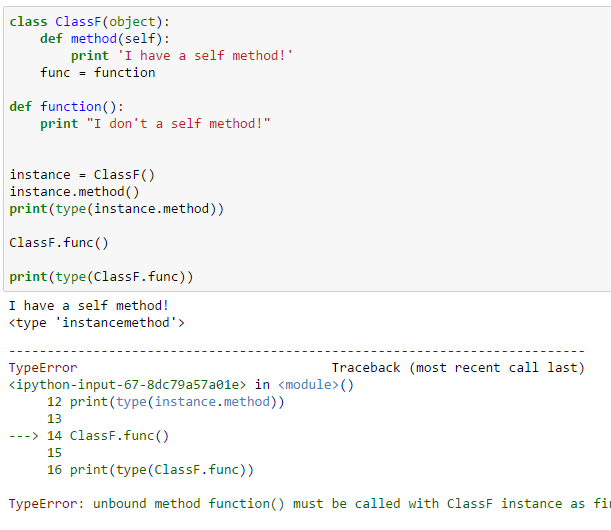 class ClassF(object):
    def method(self):
        print 'I have a self method!'
    func = function

def function():
    print "I don't a self method!"


instance = ClassF()
instance.method()
print(type(instance.method))

ClassF.func()

print(type(ClassF.func))
I have a self method!
<type 'instancemethod'>

---------------------------------------------------------------------------
TypeError                                 Traceback (most recent call last)
<ipython-input-67-8dc79a57a01e> in <module>()
     12 print(type(instance.method))
     13
---> 14 ClassF.func()
     15
     16 print(type(ClassF.func))

TypeError: unbound method function() must be called with ClassF instance as